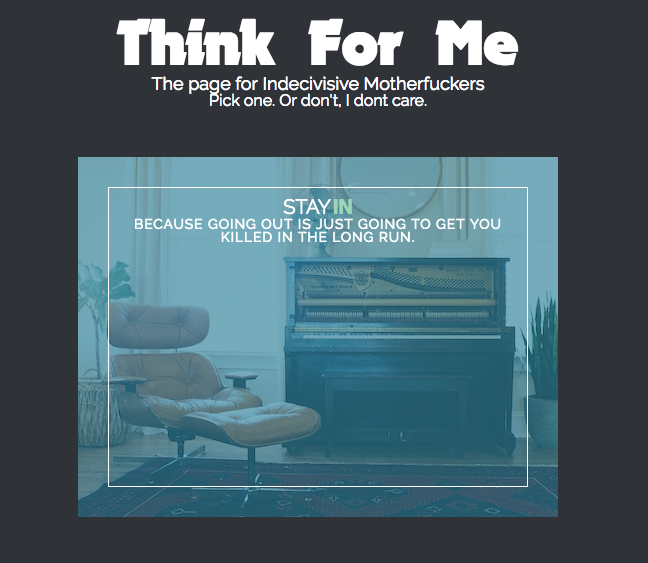 Think For Me
The page for Indecivisive Motherfuckers
Pick one. Or don't, I dont care.
STAY IN
BECAUSE GOING OUT IS JUST GOING TO GET YOU
KILLED IN THE LONG RUN.